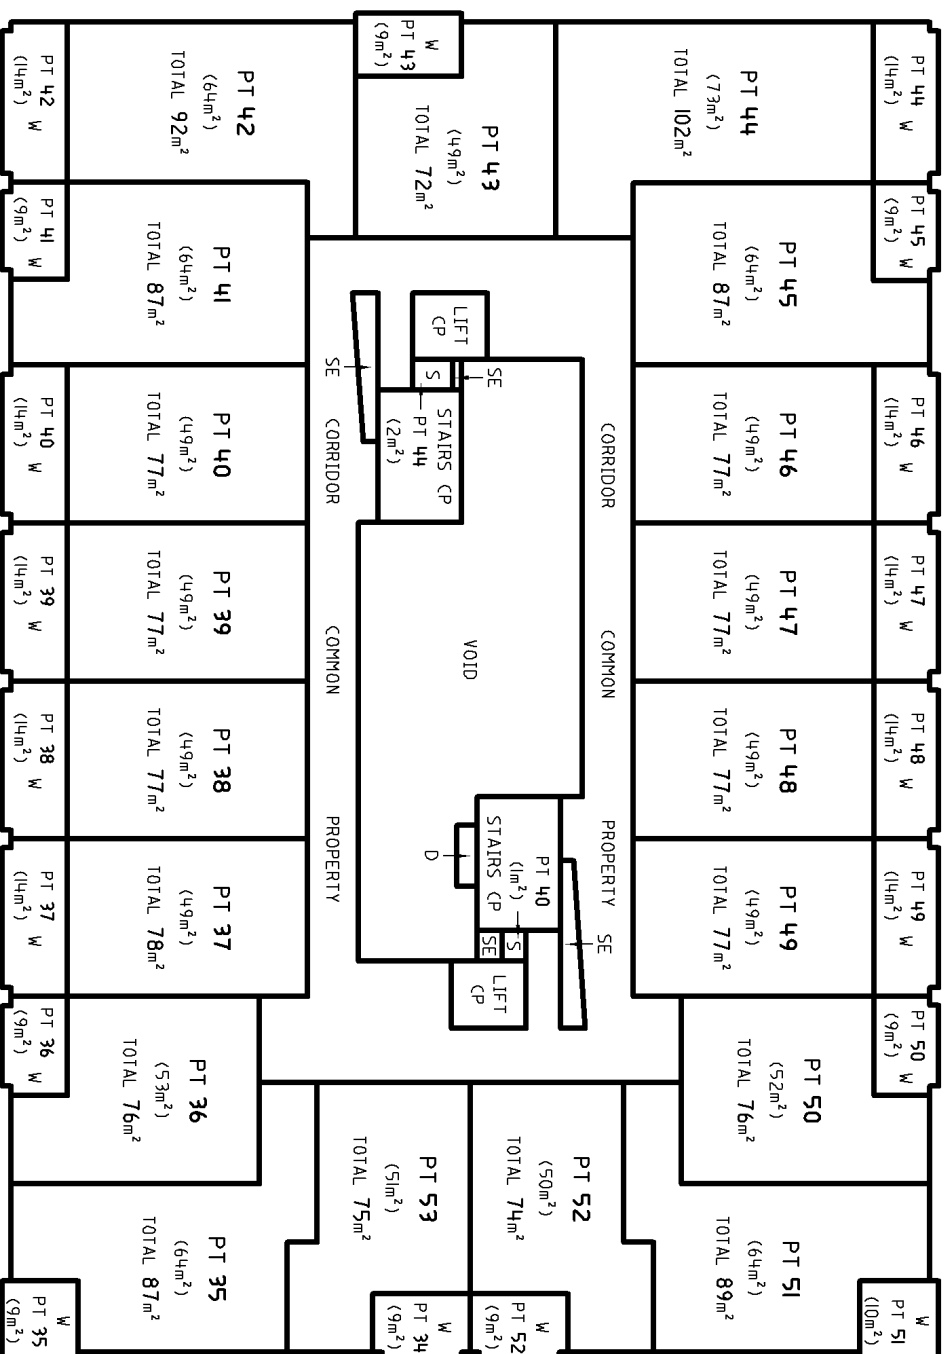 PT 44
(14m²) W
PT 45
(9m²) W
PT 46
(14m²) W
PT 47
(14m²) W
PT 48
(14m²) W
PT 49
(14m²) W
PT 50
(9m²) W
W
PT 51
(10m²)
PT 44
(73m²)
TOTAL 102m²
PT 45
(64m²)
TOTAL 87m²
PT 46
(49m²)
TOTAL 77m²
PT 47
(49m²)
TOTAL 77m²
PT 48
(49m²)
TOTAL 77m²
PT 49
(49m²)
TOTAL 77m²
PT 50
(52m²)
TOTAL 76m²
PT 51
(64m²)
TOTAL 89m²
CORRIDOR COMMON PROPERTY
SE
W
PT 43
(9m²)
PT 43
(49m²)
TOTAL 72m²
LIFT
CP
SE
S
STAIRS CP
PT 44
(2m²)
SE
VOID
PT 40
(1m²)
STAIRS CP
D
S
SE
LIFT
CP
PT 52
(50m²)
TOTAL 74m²
W
PT 52
(9m²)
PT 53
(51m²)
TOTAL 75m²
W
PT 34
(9m²)
CORRIDOR COMMON PROPERTY
PT 42
(64m²)
TOTAL 92m²
PT 41
(64m²)
TOTAL 87m²
PT 40
(49m²)
TOTAL 77m²
PT 39
(49m²)
TOTAL 77m²
PT 38
(49m²)
TOTAL 77m²
PT 37
(49m²)
TOTAL 78m²
PT 36
(53m²)
TOTAL 76m²
PT 35
(64m²)
TOTAL 87m²
PT 42
(14m²) W
PT 41
(9m²) W
PT 40
(14m²) W
PT 39
(14m²) W
PT 38
(14m²) W
PT 37
(14m²) W
PT 36
(9m²) W
W
PT 35
(9m²)